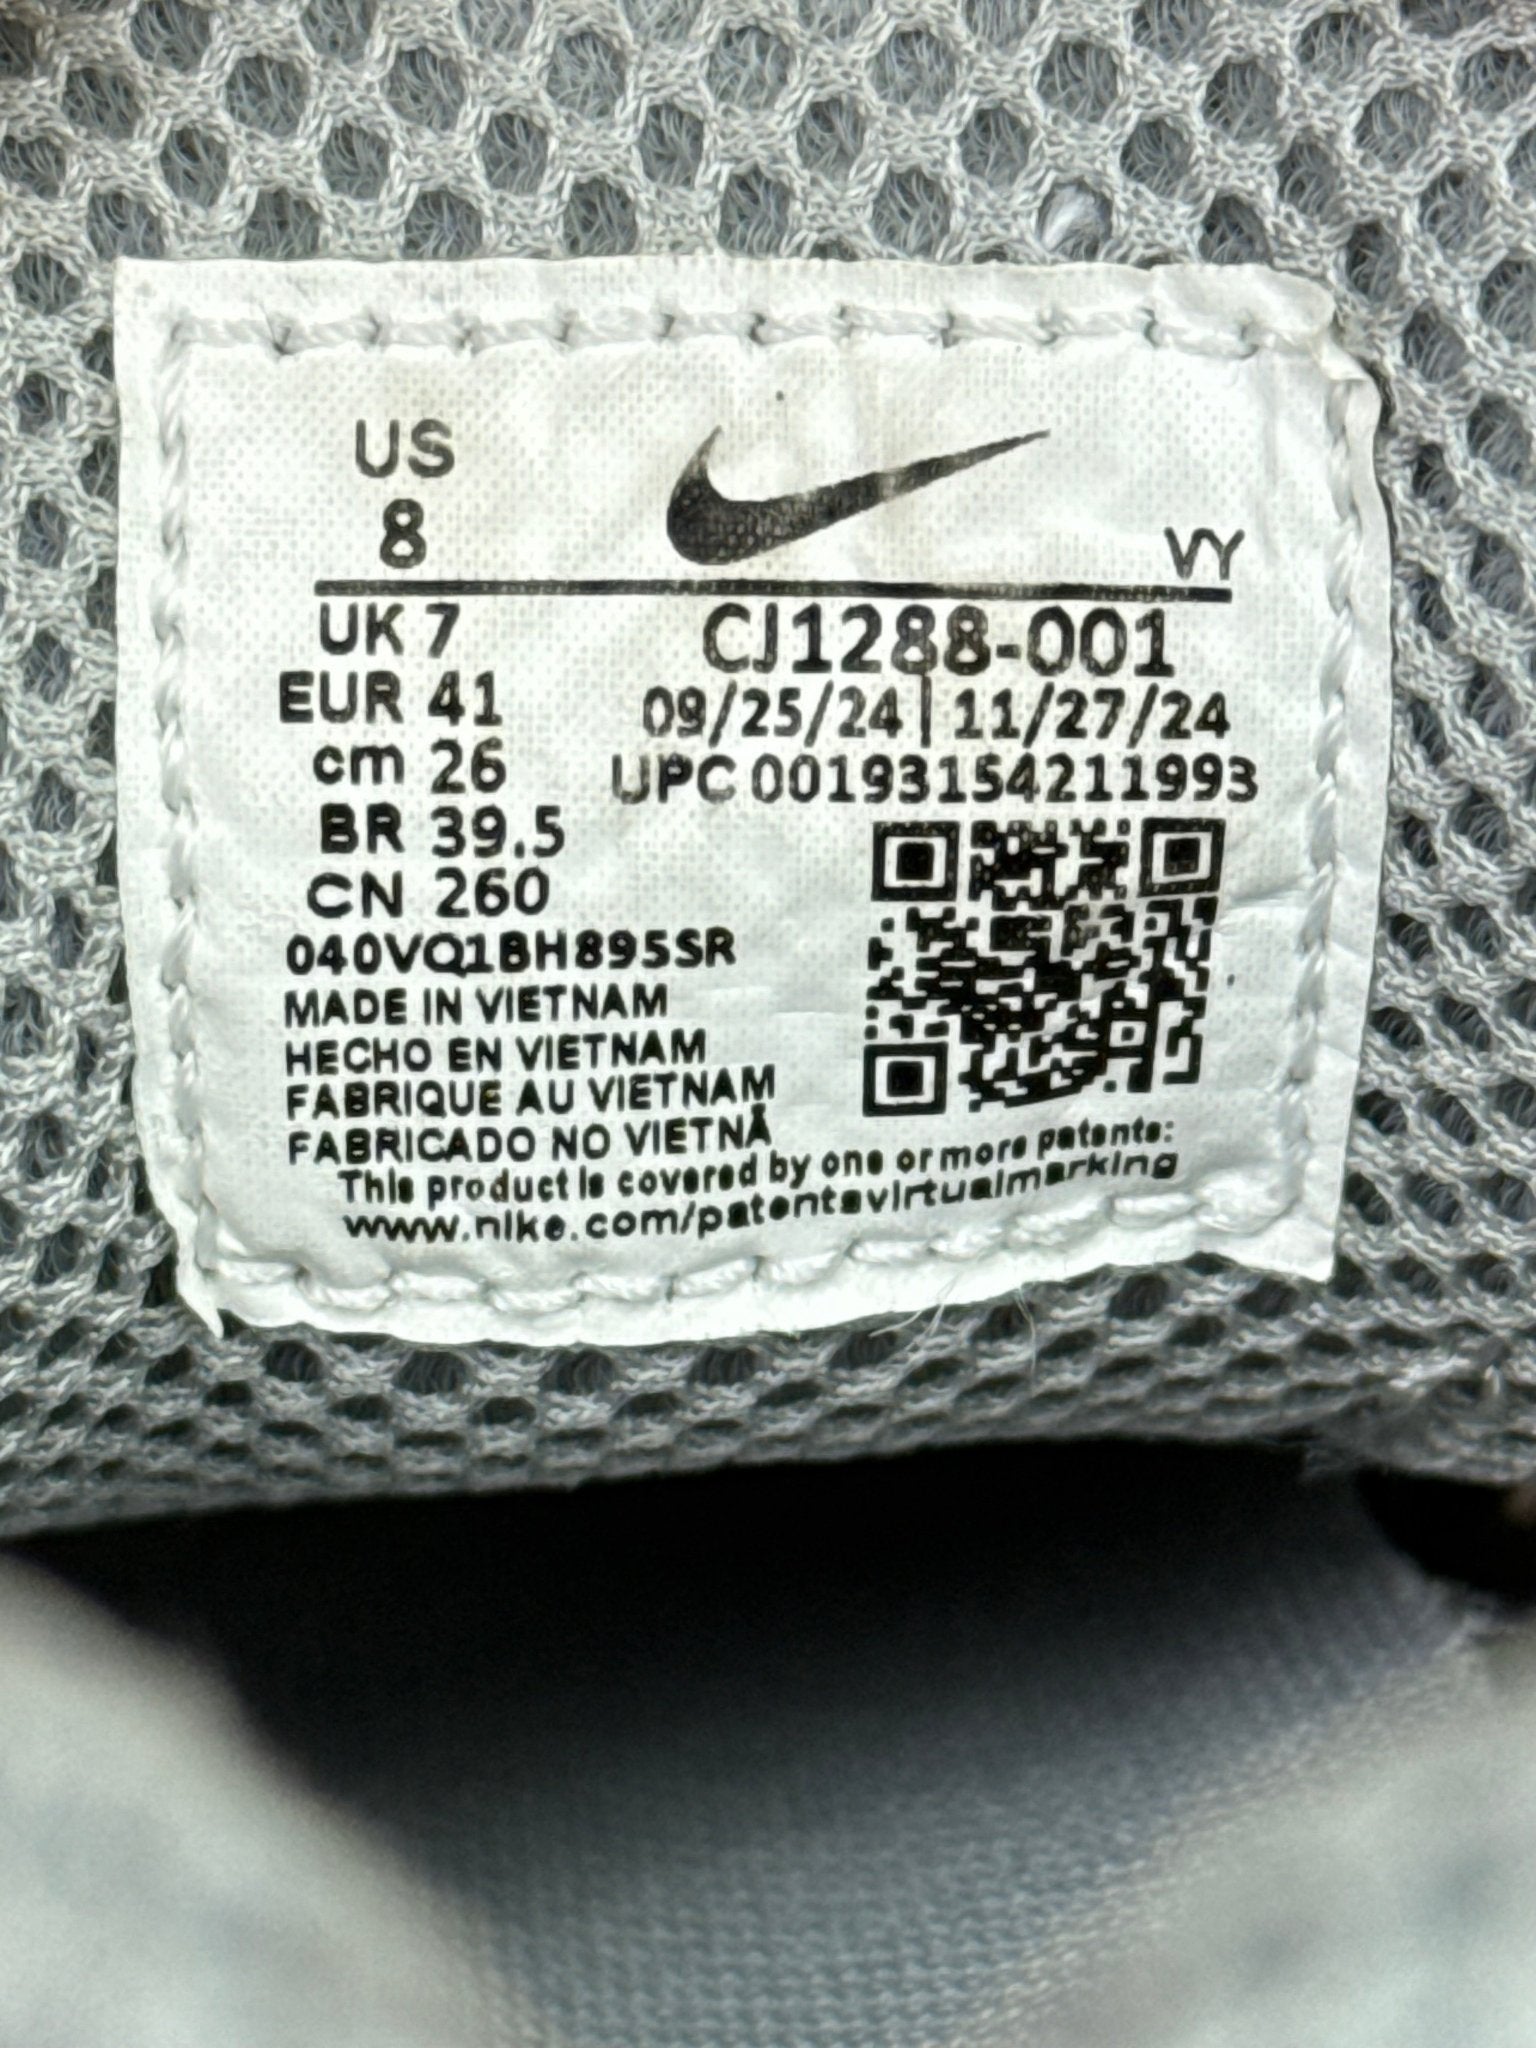 US
8
VY
UK 7
CJ1288-001
EUR 41
09/25/24 | 11/27/24
cm 26
UPC 00193154211993
BR 39.5
CN 260
040VQ1BH895SR
MADE IN VIETNAM
HECHO EN VIETNAM
FABRIQUE AU VIETNAM
FABRICADO NO VIETNÃ
This product is covered by one or more patents:
www.nike.com/patentsvirtualmarking